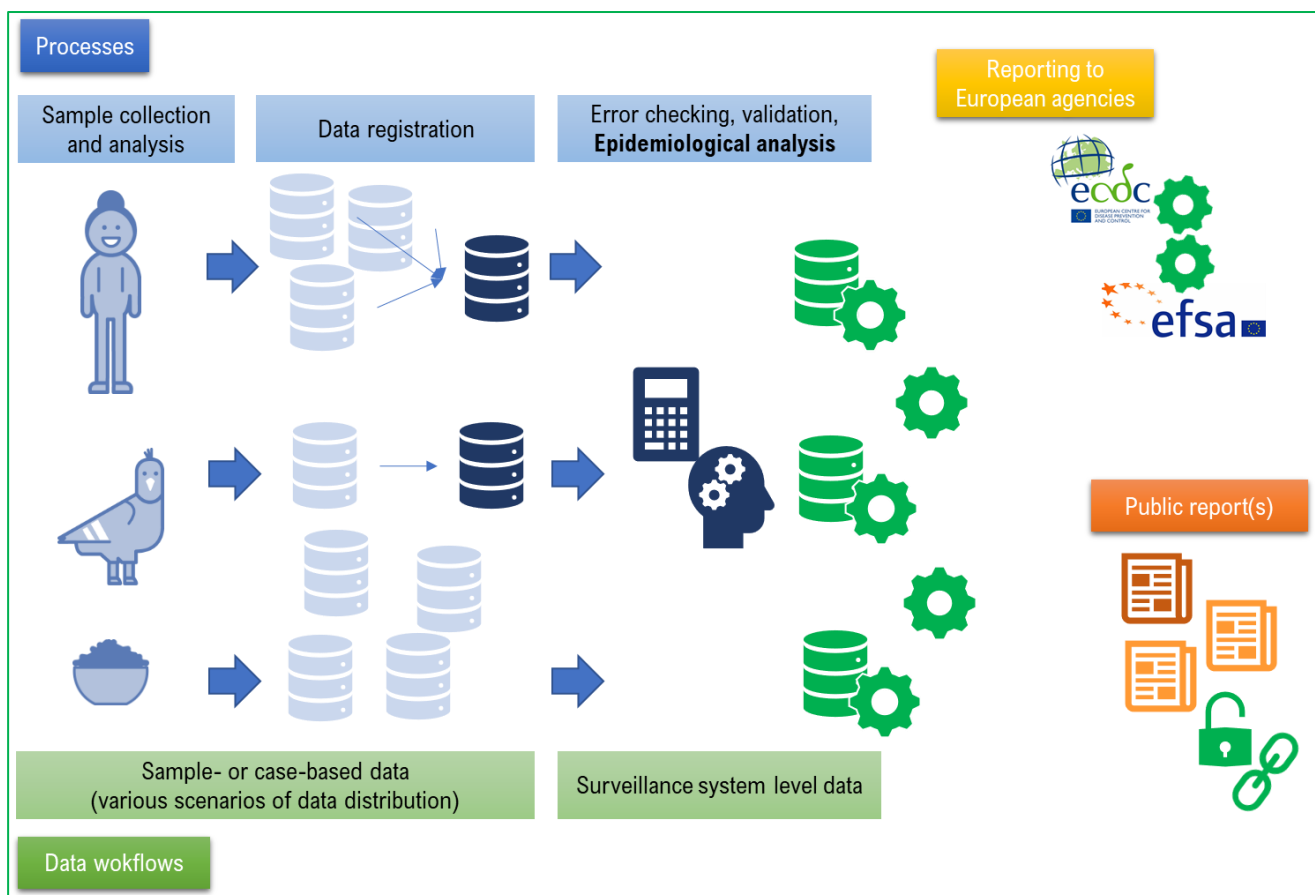 Processes
Reporting to
European agencies
Sample collection
and analysis
Data registration
Error checking, validation,
Epidemiological analysis
ecdc
EUROPEAN CENTRE FOR
DISEASE PREVENTION
AND CONTROL
efsa
Public report(s)
Sample- or case-based data
(various scenarios of data distribution)
Surveillance system level data
Data wokflows